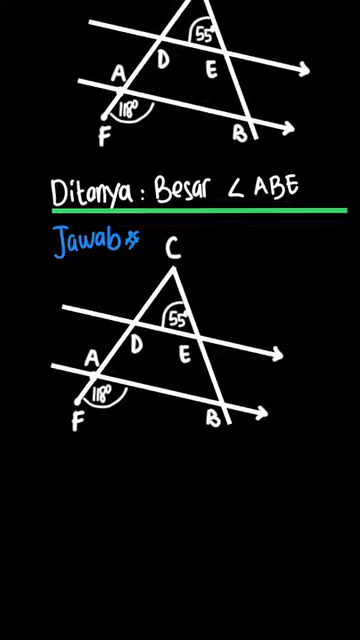 55°
D
E
A
118°
B
F
Ditanya : Besar ∠ ABE
Jawab :
C
55°
D
E
A
118°
B
F